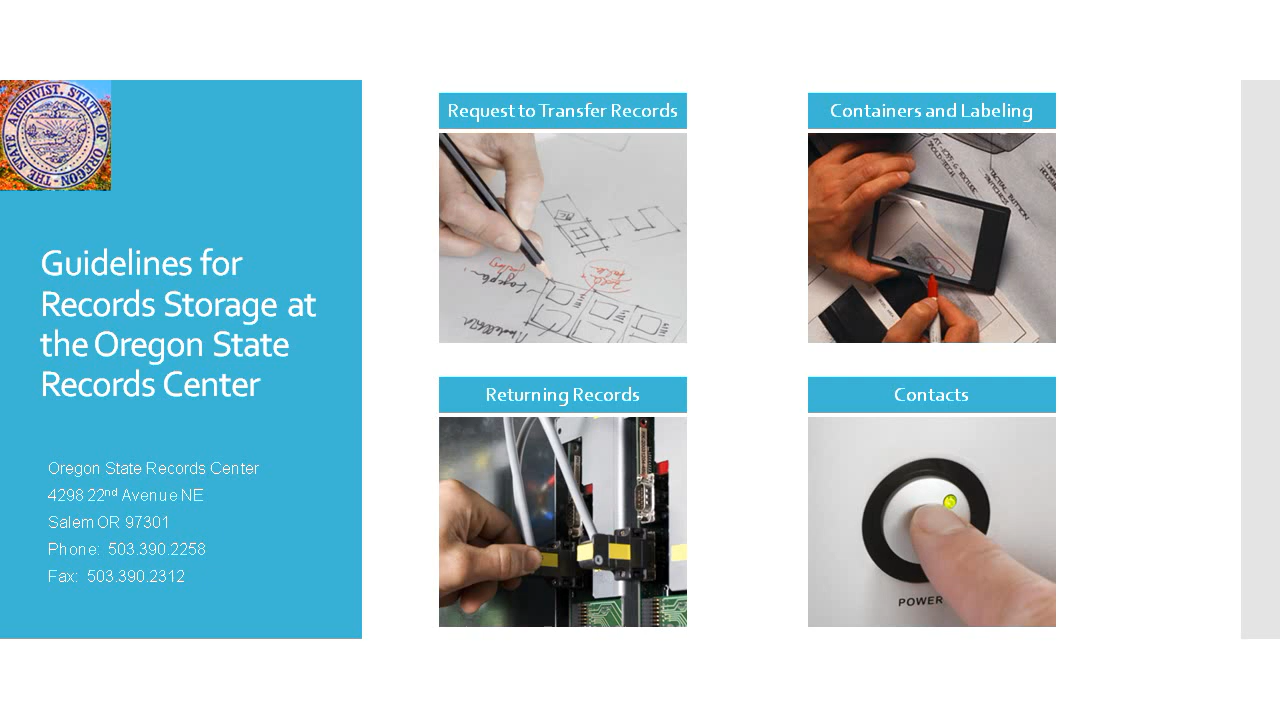 ARCHIVIST, STATE OF OREGON - THE STATE
Guidelines for
Records Storage at
the Oregon State
Records Center
Oregon State Records Center
4298 22nd Avenue NE
Salem OR 97301
Phone: 503.390.2258
Fax: 503.390.2312
Request to Transfer Records
Containers and Labeling
Returning Records
Contacts
POWER